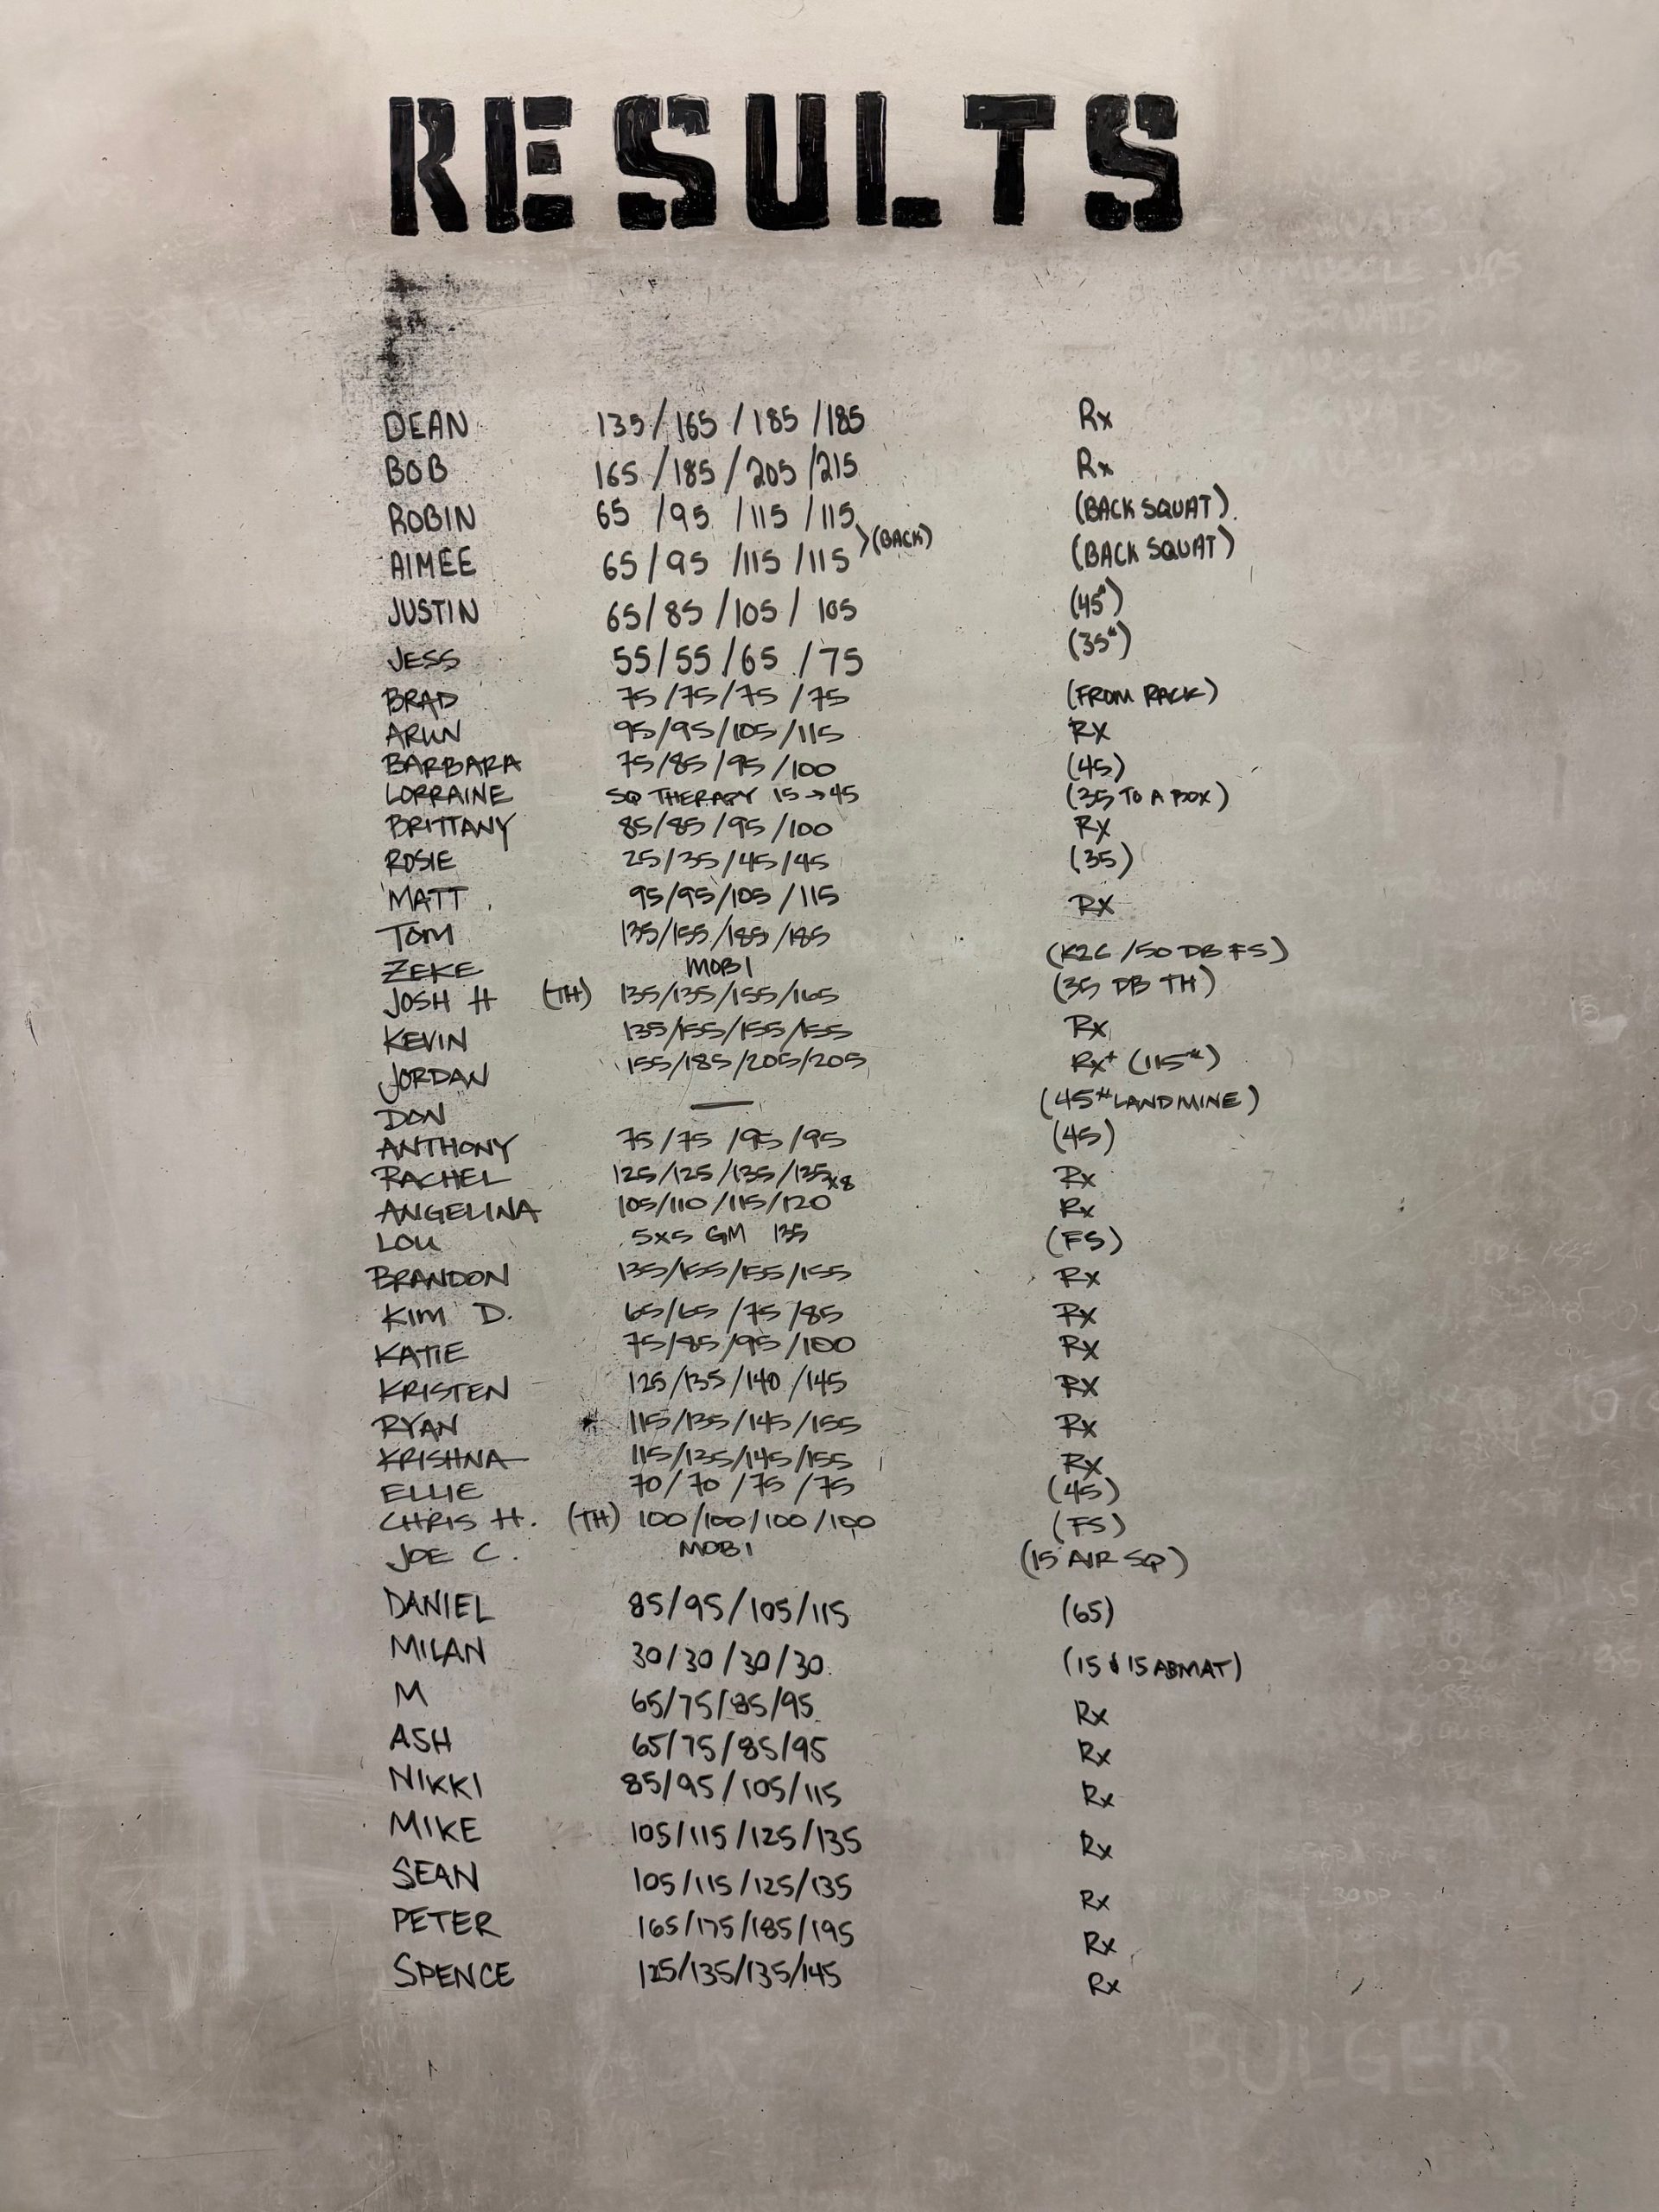 RESULTS
DEAN 135/165/185/185 Rx
BOB 165/185/205/215 Rx
ROBIN 65/95/115/115 (BACK SQUAT)
AIMEE 65/95/115/115 >(BACK) (BACK SQUAT)
JUSTIN 65/85/105/105 (45#)
JESS 55/55/65/75 (35#)
BRAD 75/75/75/75 (FROM RACK)
ARUN 95/95/105/115 RX
BARBARA 75/85/95/100 (45)
LORRAINE SQ THERAPY 15→45 (35 TO A BOX)
BRITTANY 85/85/95/100 RX
ROSIE 25/35/45/45 (35)
MATT 95/95/105/115 RX
TOM 135/155/185/185 (K2C/50 DB FS)
ZEKE MOBI (35 DB TH)
JOSH H (TH) 135/135/155/165 Rx
KEVIN 135/155/155/155 Rx+ (115#)
JORDAN 155/185/205/205
DON — (45# LANDMINE)
ANTHONY 75/75/95/95 (45)
RACHEL 125/125/135/135x8 Rx
ANGELINA 105/110/115/120 Rx
LOU 5x5 GM 135 (FS)
BRANDON 135/155/155/155 Rx
KIM D. 65/65/75/85 Rx
KATIE 75/85/95/100 Rx
KRISTEN 125/135/140/145 RX
RYAN 115/135/145/155 Rx
KRISHNA 115/135/145/155 Rx
ELLIE 70/70/75/75 (45)
CHRIS H. (TH) 100/100/100/100 (FS)
JOE C. MOBI (15 AIR SQ)
DANIEL 85/95/105/115 (65)
MILAN 30/30/30/30 (15 & 15 ABMAT)
M 65/75/85/95 Rx
ASH 65/75/85/95 Rx
NIKKI 85/95/105/115 Rx
MIKE 105/115/125/135 Rx
SEAN 105/115/125/135 Rx
PETER 165/175/185/195 Rx
SPENCE 125/135/135/145 Rx
BULGER